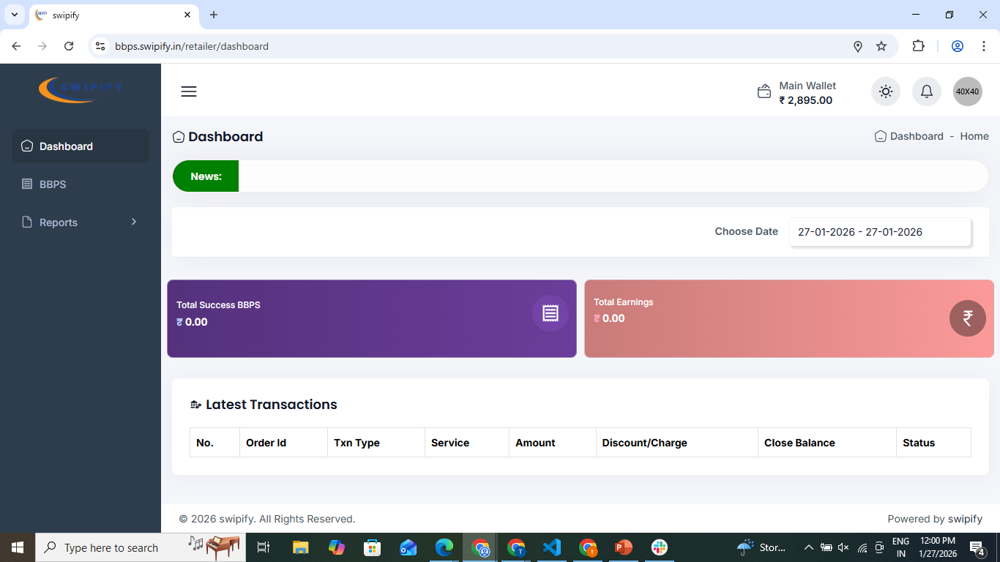 swipify
bbps.swipify.in/retailer/dashboard
SWIPIFY
Main Wallet
₹ 2,895.00
40X40
Dashboard
BBPS
Reports
Dashboard
Dashboard - Home
News:
Choose Date
27-01-2026 - 27-01-2026
Total Success BBPS
₹ 0.00
Total Earnings
₹ 0.00
₹
Latest Transactions
No. Order Id Txn Type Service Amount Discount/Charge Close Balance Status
© 2026 swipify. All Rights Reserved.
Powered by swipify
Type here to search
T
t
P
Stor...
ENG
IN
12:00 PM
1/27/2026
4